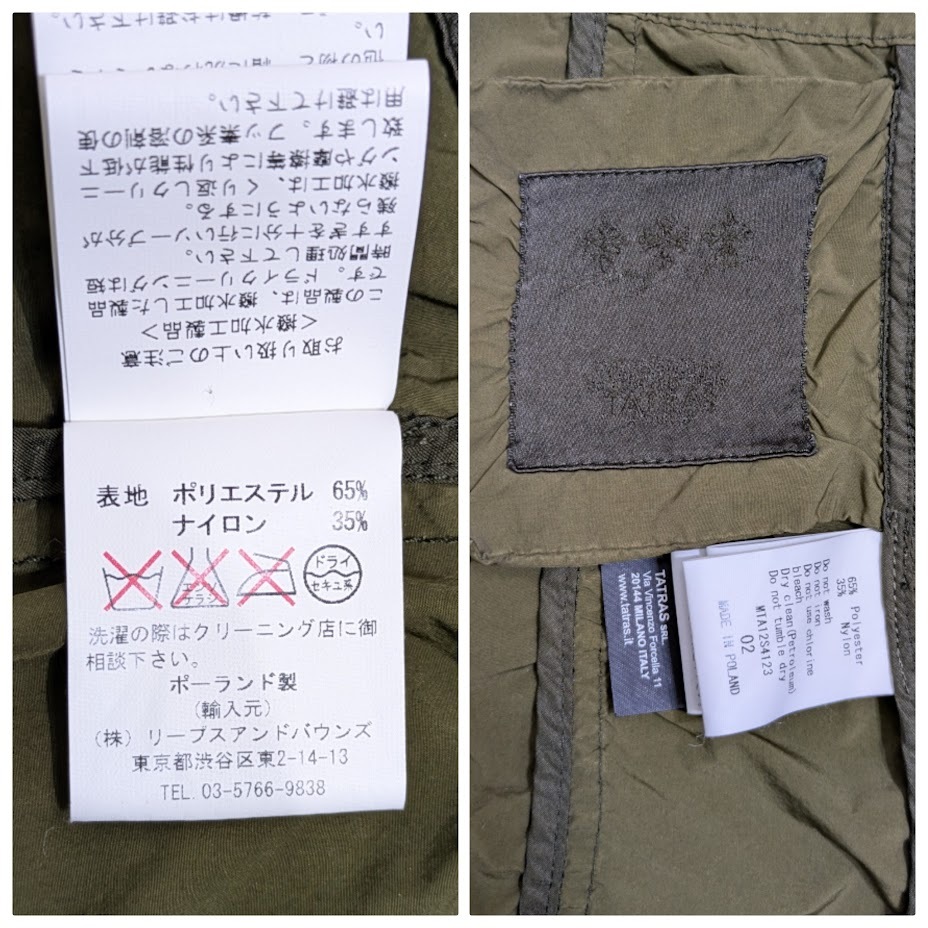 い。
お取り扱い上のご注意
<撥水加工製品>
この製品は、撥水加工した製品
です。ドライクリーニングは短
時間処理して下さい。
すすぎを十分に行いソープ分が
残らないようにする。
撥水加工は、くり返しクリーニ
ングや摩擦等により性能が低下
致します。フッ素系の溶剤の使
用は避けて下さい。
表地 ポリエステル 65%
ナイロン 35%
エンソ
サラシ
ドライ
セキユ系
洗濯の際はクリーニング店に御
相談下さい。
ポーランド製
(輸入元)
(株) リープスアンドバウンズ
東京都渋谷区東2-14-13
TEL. 03-5766-9838
TATRAS
TATRAS SRL.
Via Vincenzo Forcella 11
20144 MILANO ITALY
www.tatras.it
65% Polyester
35% Nylon
Do not wash
Do not iron
Do not use chlorine
bleach
Dry clean(Petroleum)
Do not tumble dry
MTA12S4123
02
MADE IN POLAND